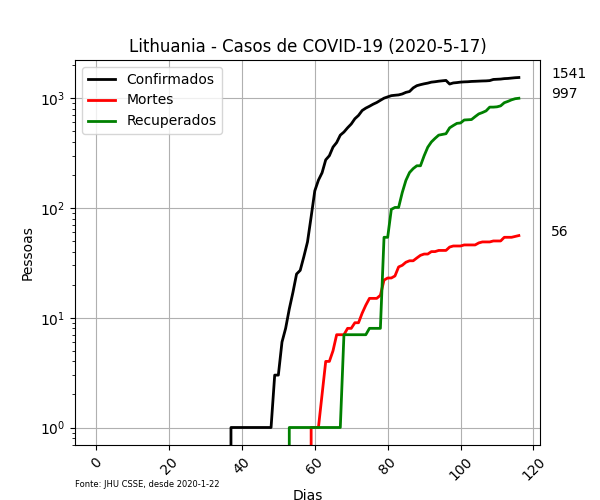 Lithuania - Casos de COVID-19 (2020-5-17)
Confirmados
Mortes
Recuperados
1541
997
56
Pessoas
10³
10²
10¹
10⁰
0
20
40
60
80
100
120
Fonte: JHU CSSE, desde 2020-1-22
Dias